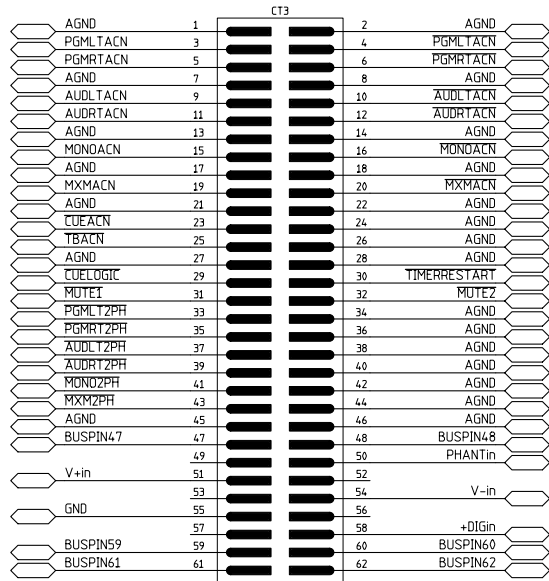 CT3
AGND 1 2 AGND
PGMLTACN 3 4 PGMLTACN
PGMRTACN 5 6 PGMRTACN
AGND 7 8 AGND
AUDLTACN 9 10 AUDLTACN
AUDRTACN 11 12 AUDRTACN
AGND 13 14 AGND
MONOACN 15 16 MONOACN
AGND 17 18 AGND
MXMACN 19 20 MXMACN
AGND 21 22 AGND
CUEACN 23 24 AGND
TBACN 25 26 AGND
AGND 27 28 AGND
CUELOGIC 29 30 TIMERRESTART
MUTE1 31 32 MUTE2
PGMLT2PH 33 34 AGND
PGMRT2PH 35 36 AGND
AUDLT2PH 37 38 AGND
AUDRT2PH 39 40 AGND
MONO2PH 41 42 AGND
MXM2PH 43 44 AGND
AGND 45 46 AGND
BUSPIN47 47 48 BUSPIN48
49 50 PHANTin
V+in 51 52
53 54 V-in
GND 55 56
57 58 +DIGin
BUSPIN59 59 60 BUSPIN60
BUSPIN61 61 62 BUSPIN62